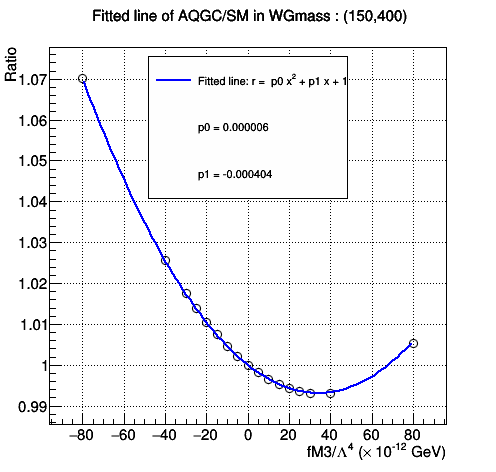 Fitted line of AQGC/SM in WGmass : (150,400)
Ratio
Fitted line: r = p0 x² + p1 x + 1
p0 = 0.000006
p1 = -0.000404
1.07
1.06
1.05
1.04
1.03
1.02
1.01
1
0.99
−80 −60 −40 −20 0 20 40 60 80
fM3/Λ⁴ (× 10⁻¹² GeV)